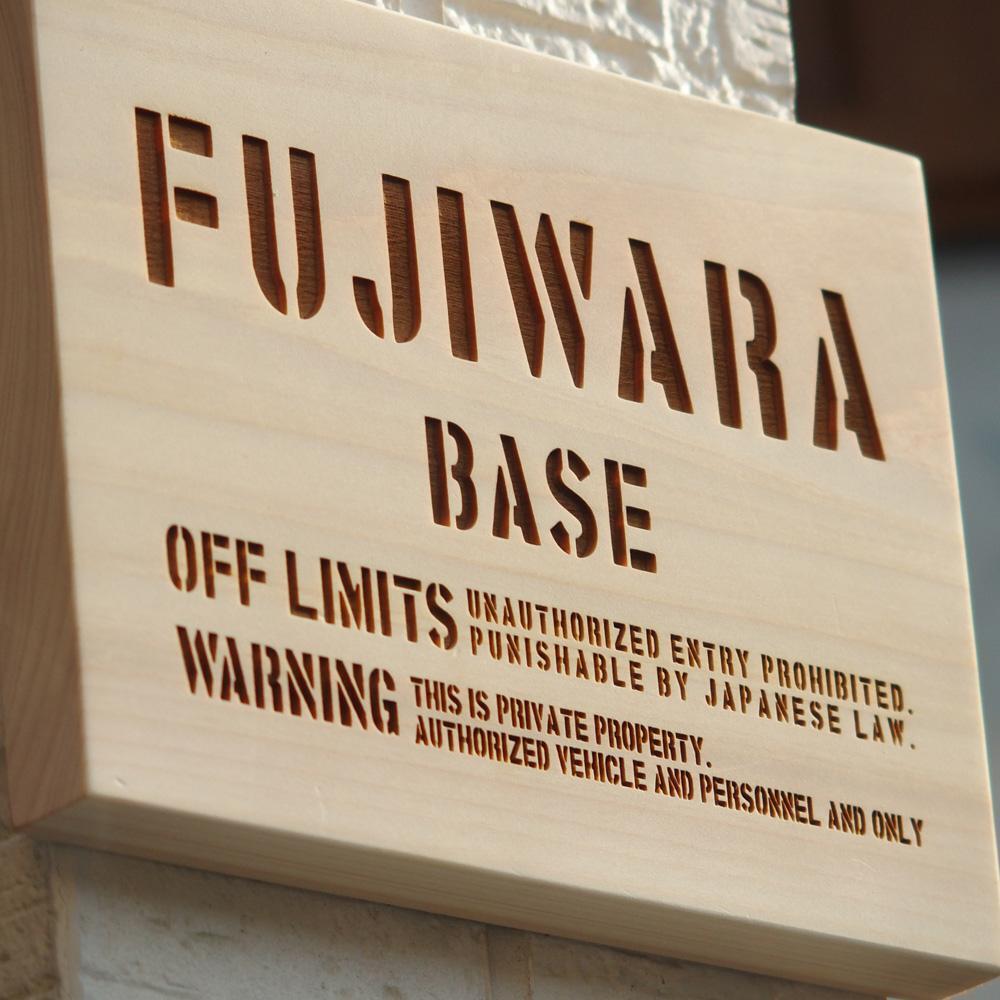 FUJIWARA
BASE
OFF LIMITS UNAUTHORIZED ENTRY PROHIBITED.
PUNISHABLE BY JAPANESE LAW.
WARNING THIS IS PRIVATE PROPERTY.
AUTHORIZED VEHICLE AND PERSONNEL AND ONLY